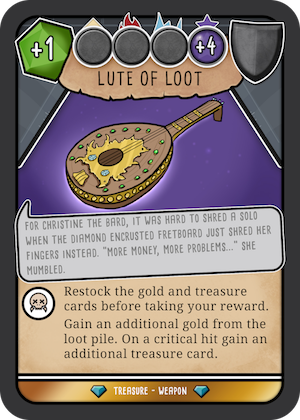 +1
+4
LUTE OF LOOT
FOR CHRISTINE THE BARD, IT WAS HARD TO SHRED A SOLO
WHEN THE DIAMOND ENCRUSTED FRETBOARD JUST SHRED HER
FINGERS INSTEAD. "MORE MONEY, MORE PROBLEMS..." SHE
MUMBLED.
Restock the gold and treasure
cards before taking your reward.
Gain an additional gold from the
loot pile. On a critical hit gain an
additional treasure card.
TREASURE - WEAPON